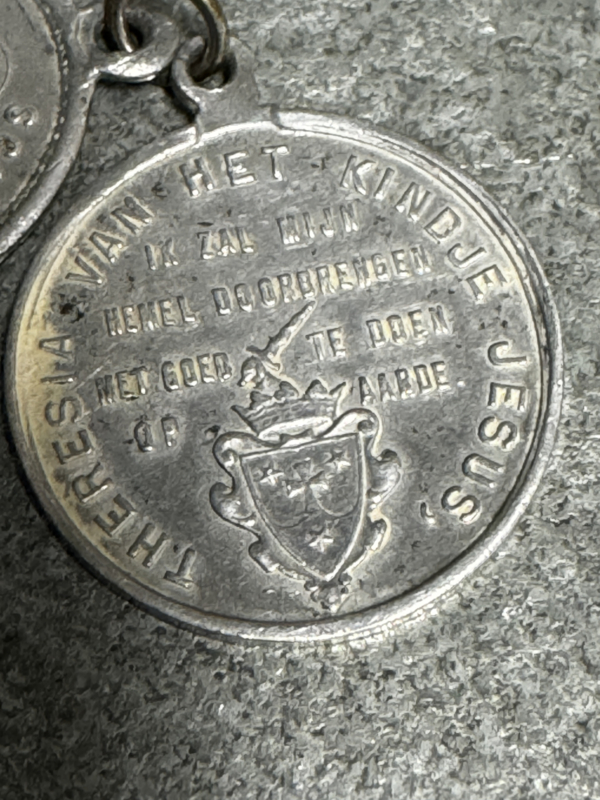 THERESIA VAN HET KINDJE JESUS,
IK ZAL MIJN
HEMEL DOORBRENGEN
MET GOED TE DOEN
OP AARDE.